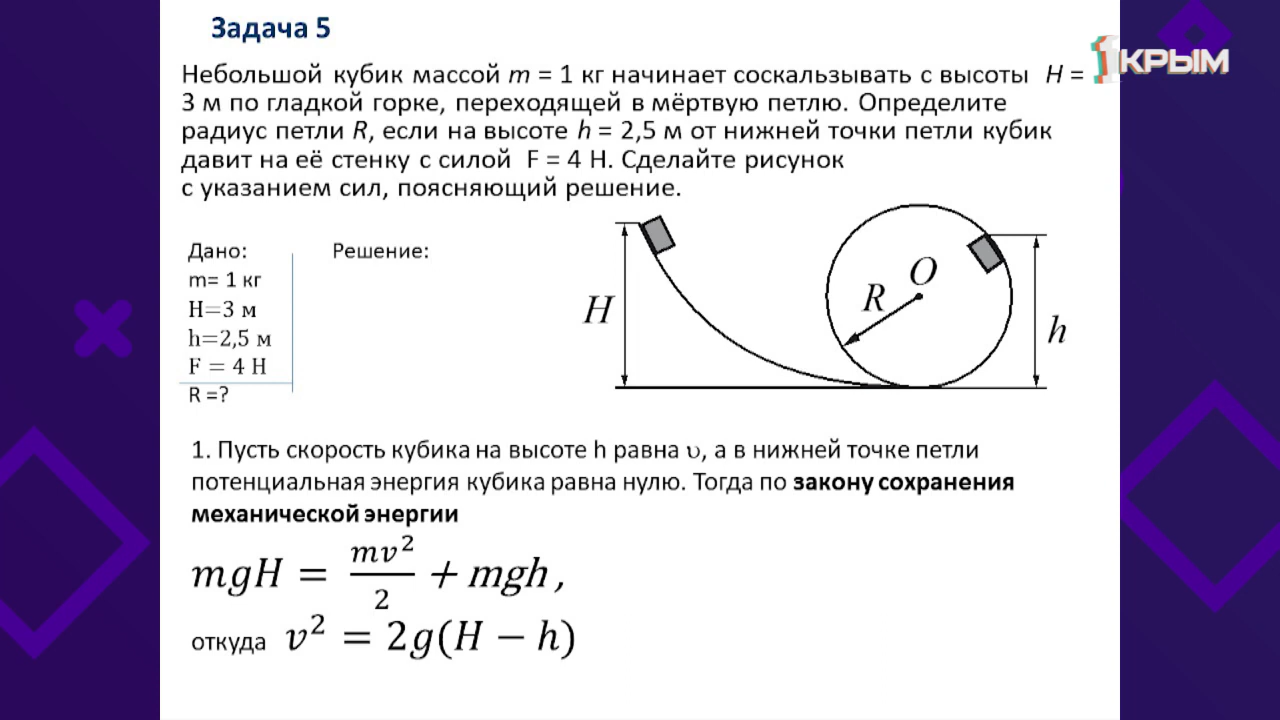 Задача 5
1КРЫМ
Небольшой кубик массой m = 1 кг начинает соскальзывать с высоты H =
3 м по гладкой горке, переходящей в мёртвую петлю. Определите
радиус петли R, если на высоте h = 2,5 м от нижней точки петли кубик
давит на её стенку с силой F = 4 Н. Сделайте рисунок
с указанием сил, поясняющий решение.
Дано:
Решение:
m= 1 кг
H=3 м
h=2,5 м
F = 4 Н
R =?
H
R
O
h
1. Пусть скорость кубика на высоте h равна υ, а в нижней точке петли
потенциальная энергия кубика равна нулю. Тогда по закону сохранения
механической энергии
mgH = mv²/2 + mgh ,
откуда v² = 2g(H − h)